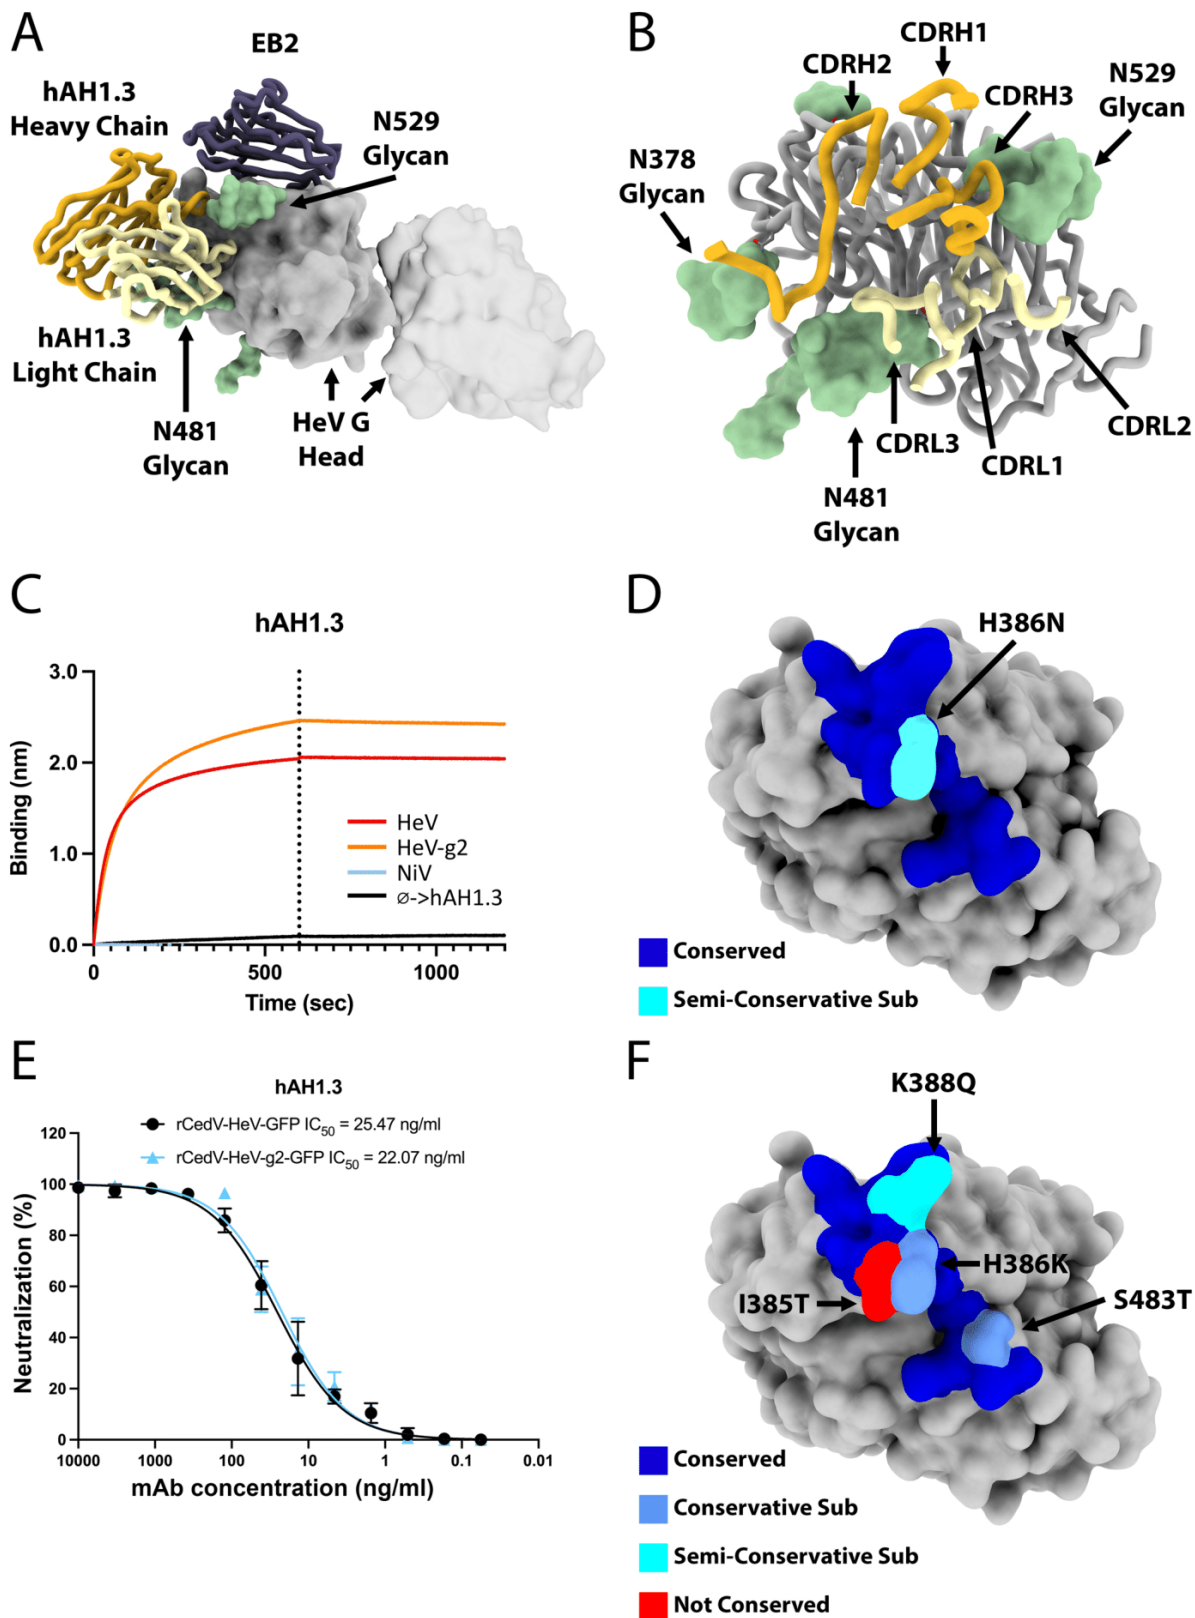 A
EB2
hAH1.3
Heavy Chain
N529
Glycan
hAH1.3
Light Chain
N481
Glycan
HeV G
Head
B
CDRH1
CDRH2
CDRH3
N529
Glycan
N378
Glycan
CDRL3
CDRL1
CDRL2
N481
Glycan
C
hAH1.3
Binding (nm)
3.0
2.0
1.0
0.0
HeV
HeV-g2
NiV
ø->hAH1.3
0
500
1000
Time (sec)
D
H386N
Conserved
Semi-Conservative Sub
E
hAH1.3
rCedV-HeV-GFP IC50 = 25.47 ng/ml
rCedV-HeV-g2-GFP IC50 = 22.07 ng/ml
Neutralization (%)
120
100
80
60
40
20
0
10000
1000
100
10
1
0.1
0.01
mAb concentration (ng/ml)
F
K388Q
H386K
I385T
S483T
Conserved
Conservative Sub
Semi-Conservative Sub
Not Conserved